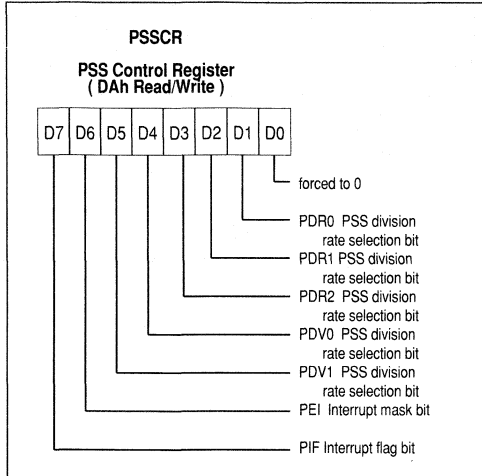 PSSCR
PSS Control Register
( DAh Read/Write )
D7 D6 D5 D4 D3 D2 D1 D0
forced to 0
PDR0 PSS division
rate selection bit
PDR1 PSS division
rate selection bit
PDR2 PSS division
rate selection bit
PDV0 PSS division
rate selection bit
PDV1 PSS division
rate selection bit
PEI Interrupt mask bit
PIF Interrupt flag bit